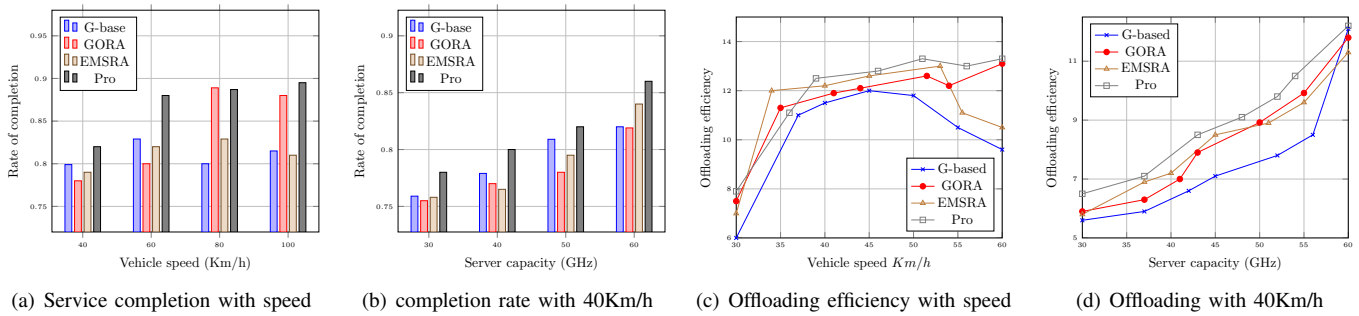 0.95
0.9
0.85
0.8
0.75
Rate of completion
G-base
GORA
EMSRA
Pro
40
60
80
100
Vehicle speed (Km/h)
(a) Service completion with speed
0.9
0.85
0.8
0.75
Rate of completion
G-base
GORA
EMSRA
Pro
30
40
50
60
Server capacity (GHz)
(b) completion rate with 40Km/h
14
12
10
8
6
Offloading efficiency
G-based
GORA
EMSRA
Pro
30
35
40
45
50
55
60
Vehicle speed Km/h
(c) Offloading efficiency with speed
11
9
7
5
Offloading efficiency
G-based
GORA
EMSRA
Pro
30
35
40
45
50
55
60
Server capacity (GHz)
(d) Offloading with 40Km/h